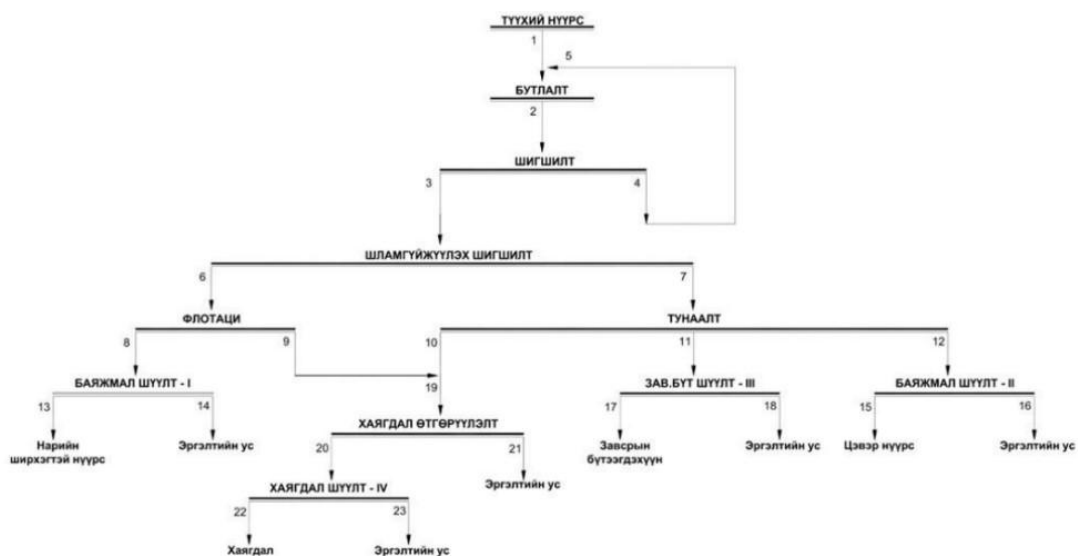 ТҮҮХИЙ НҮҮРС
1
5
БУТЛАЛТ
2
ШИГШИЛТ
3
4
ШЛАМГҮЙЖҮҮЛЭХ ШИГШИЛТ
6
7
ФЛОТАЦИ
ТУНААЛТ
8
9
10
11
12
БАЯЖМАЛ ШҮҮЛТ - I
19
ЗАВ.БҮТ ШҮҮЛТ - III
БАЯЖМАЛ ШҮҮЛТ - II
13
14
17
18
15
16
ХАЯГДАЛ ӨТГӨРҮҮЛЭЛТ
Нарийн
ширхэгтэй нүүрс
Эргэлтийн ус
20
21
Завсрын
бүтээгдэхүүн
Эргэлтийн ус
Цэвэр нүүрс
Эргэлтийн ус
ХАЯГДАЛ ШҮҮЛТ - IV
Эргэлтийн ус
22
23
Хаягдал
Эргэлтийн ус